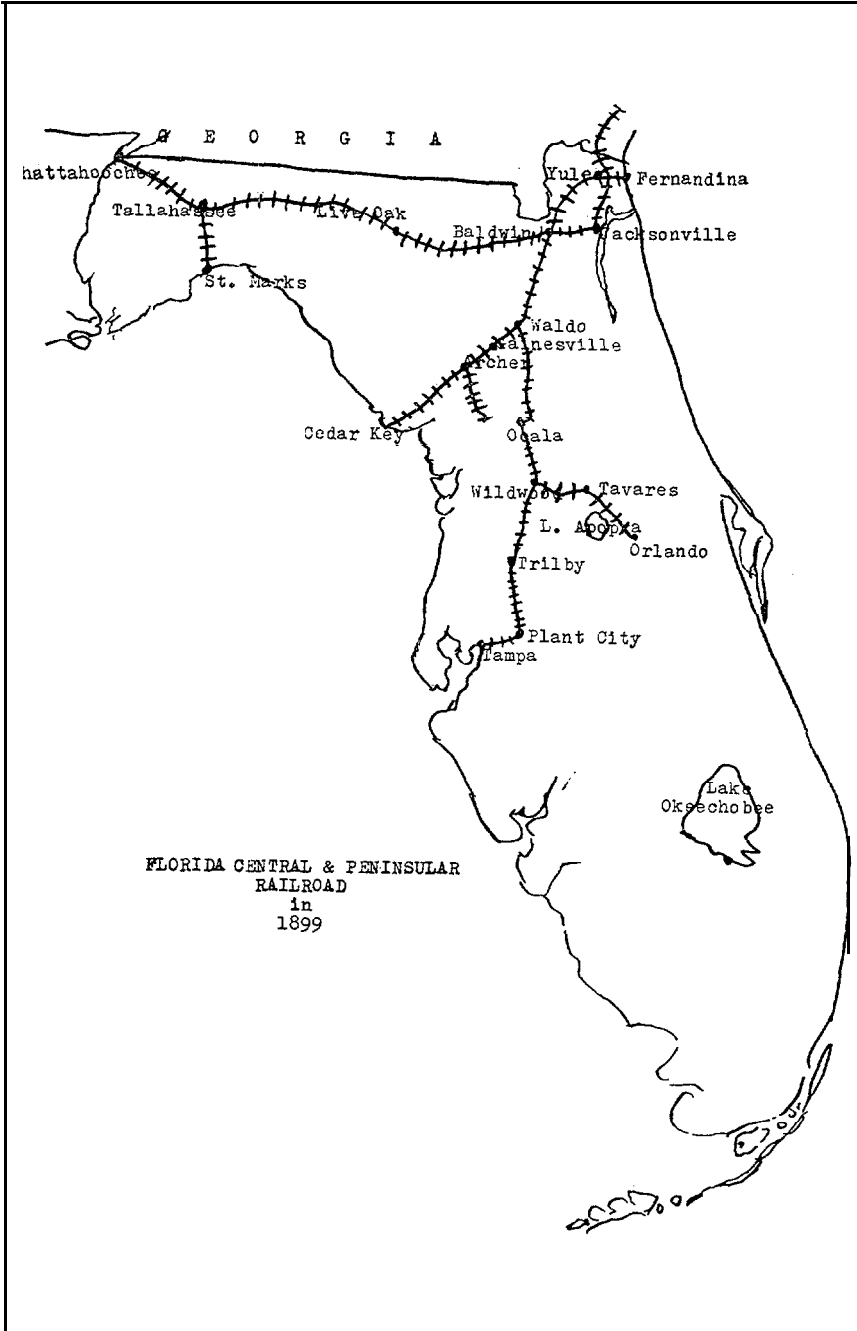 G E O R G I A
hattahoochee
Yulee
Fernandina
Tallahassee
Live Oak
Baldwin
Jacksonville
St. Marks
Waldo
Gainesville
Archer
Cedar Key
Ocala
Wildwood
Tavares
L. Apopka
Orlando
Trilby
Plant City
Tampa
Lake
Okeechobee
FLORIDA CENTRAL & PENINSULAR
RAILROAD
in
1899